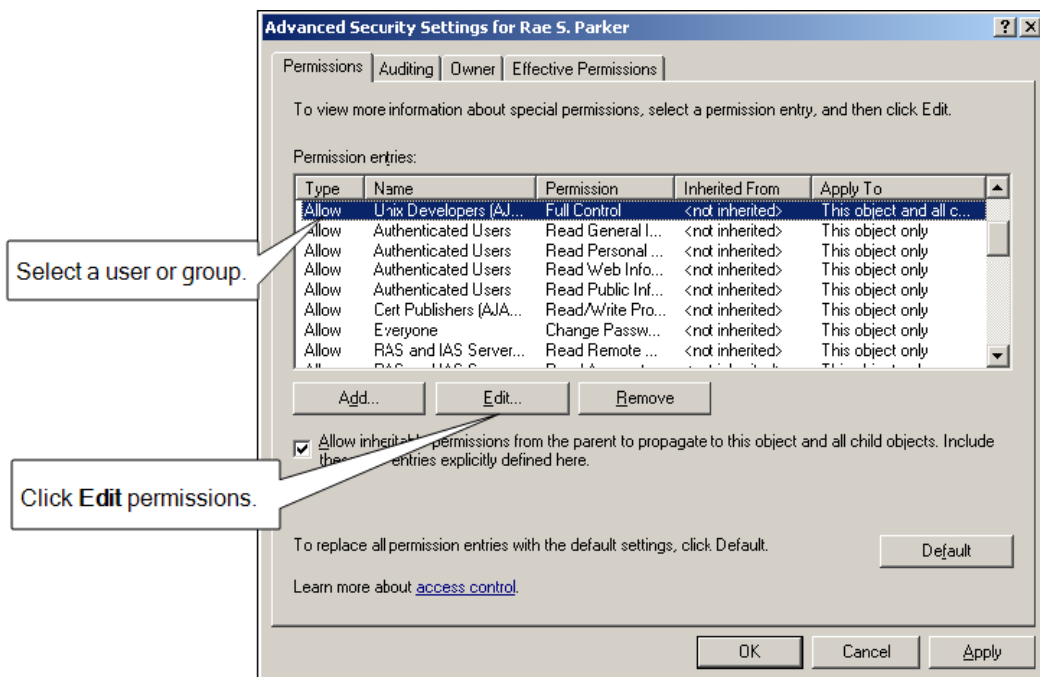 Advanced Security Settings for Rae S. Parker
Permissions Auditing Owner Effective Permissions
To view more information about special permissions, select a permission entry, and then click Edit.
Permission entries:
Type Name Permission Inherited From Apply To
Allow Unix Developers (AJ... Full Control <not inherited> This object and all c...
Allow Authenticated Users Read General I... <not inherited> This object only
Allow Authenticated Users Read Personal ... <not inherited> This object only
Select a user or group.
Allow Authenticated Users Read Web Info... <not inherited> This object only
Allow Authenticated Users Read Public Inf... <not inherited> This object only
Allow Cert Publishers (AJA... Read/Write Pro... <not inherited> This object only
Allow Everyone Change Passw... <not inherited> This object only
Allow RAS and IAS Server... Read Remote ... <not inherited> This object only
Add... Edit... Remove
Allow inheritable permissions from the parent to propagate to this object and all child objects. Include
entries explicitly defined here.
Click Edit permissions.
To replace all permission entries with the default settings, click Default.
Default
Learn more about access control.
OK Cancel Apply